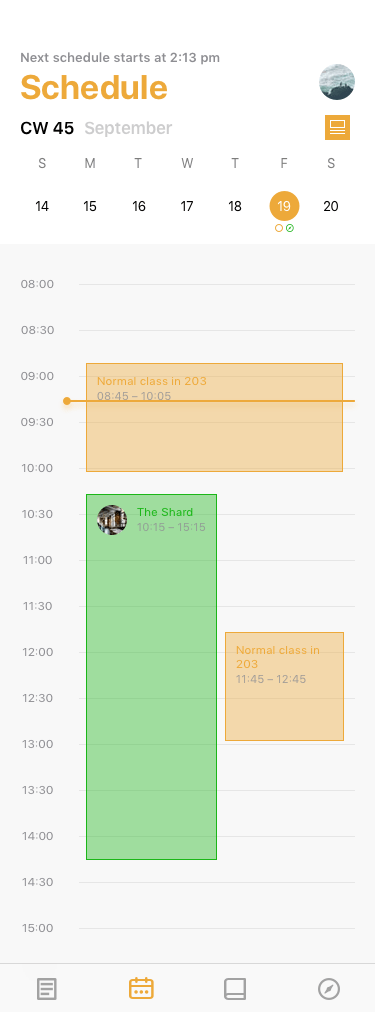 Next schedule starts at 2:13 pm
Schedule
CW 45 September
S M T W T F S
14 15 16 17 18 19 20
08:00
08:30
09:00
Normal class in 203
08:45 – 10:05
09:30
10:00
10:30
The Shard
10:15 – 15:15
11:00
11:30
12:00
Normal class in
203
11:45 – 12:45
12:30
13:00
13:30
14:00
14:30
15:00